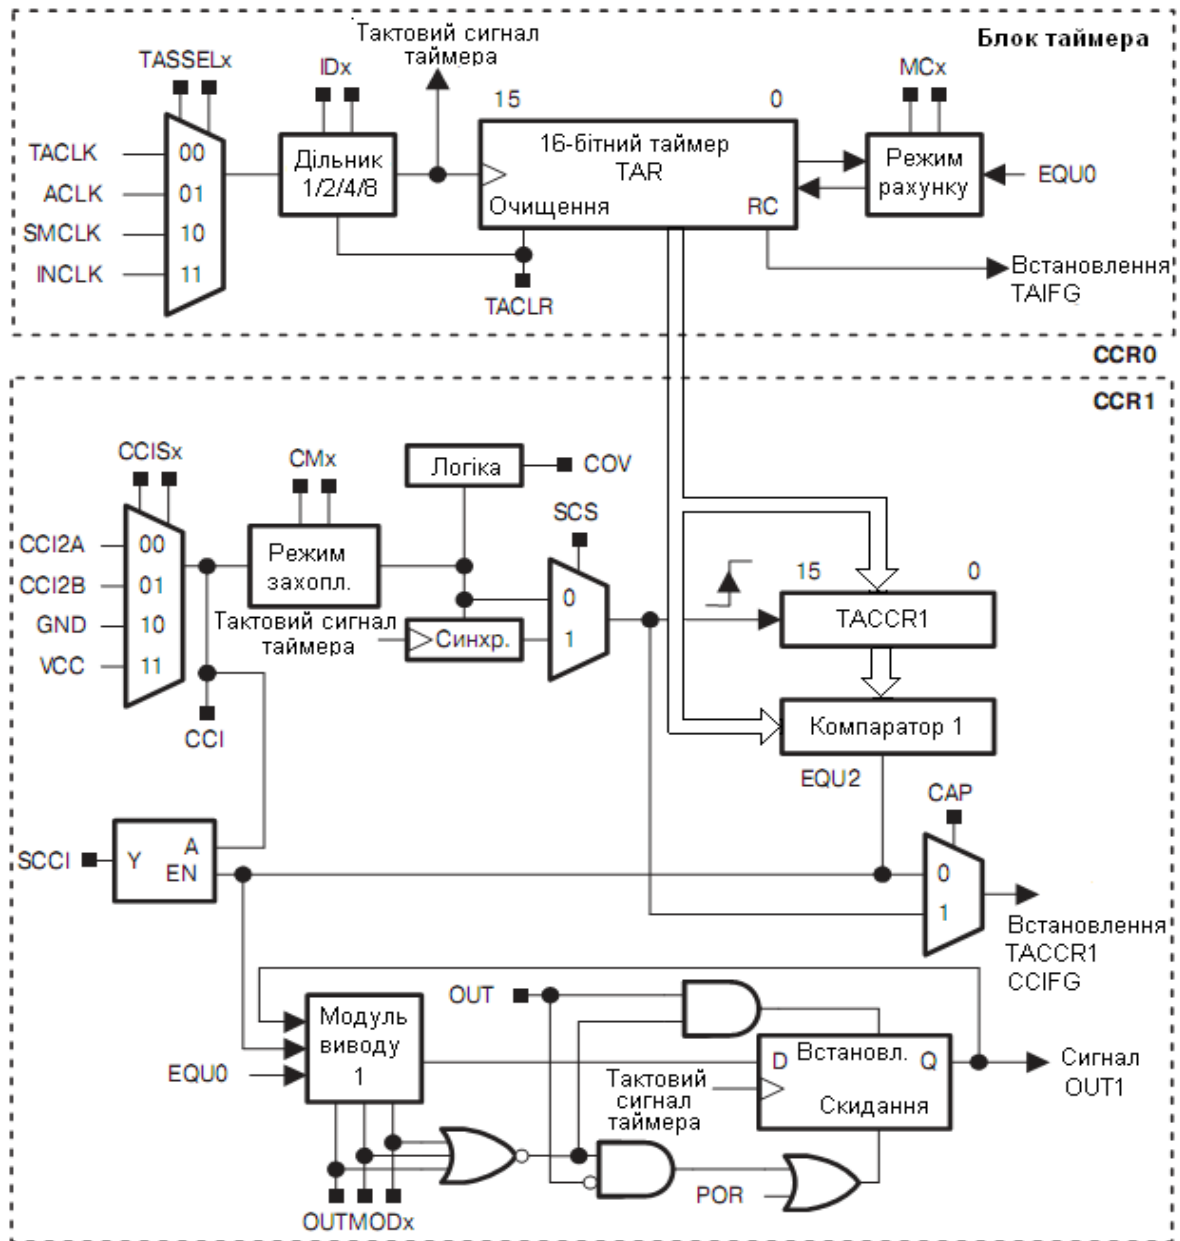 Блок таймера
Тактовий сигнал
таймера
TASSELx
IDx
MCx
15
0
TACLK
ACLK
SMCLK
INCLK
00
01
10
11
Дільник
1/2/4/8
16-бітний таймер
TAR
Очищення
RC
Режим
рахунку
EQU0
TACLR
Встановлення
TAIFG
CCR0
CCR1
CCISx
CMx
Логіка
COV
SCS
CCI2A
CCI2B
GND
VCC
00
01
10
11
Режим
захопл.
Тактовий сигнал
таймера
Синхр.
0
1
15
0
TACCR1
CCI
Компаратор 1
EQU2
CAP
SCCI
Y
A
EN
0
1
Встановлення
TACCR1
CCIFG
OUT
Модуль
виводу
1
EQU0
D
Встановл.
Q
Скидання
Тактовий
сигнал
таймера
Сигнал
OUT1
POR
OUTMODx